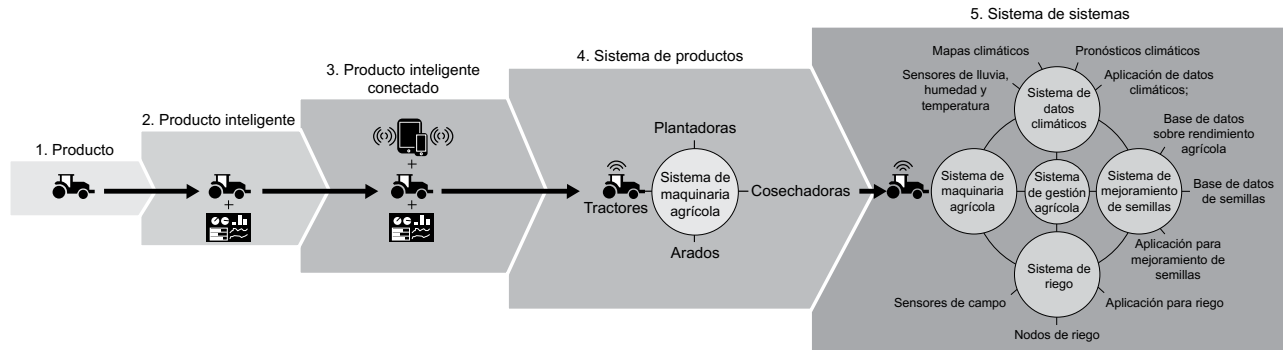 1. Producto
2. Producto inteligente
+
3. Producto inteligente
conectado
+
+
4. Sistema de productos
Plantadoras
Tractores
Sistema de
maquinaria
agrícola
Cosechadoras
Arados
5. Sistema de sistemas
Mapas climáticos
Pronósticos climáticos
Sensores de lluvia,
humedad y
temperatura
Sistema de
datos
climáticos
Aplicación de datos
climáticos;
Base de datos
sobre rendimiento
agrícola
Sistema de
maquinaria
agrícola
Sistema
de gestión
agrícola
Sistema de
mejoramiento
de semillas
Base de datos
de semillas
Aplicación para
mejoramiento de
semillas
Sistema de
riego
Sensores de campo
Aplicación para riego
Nodos de riego